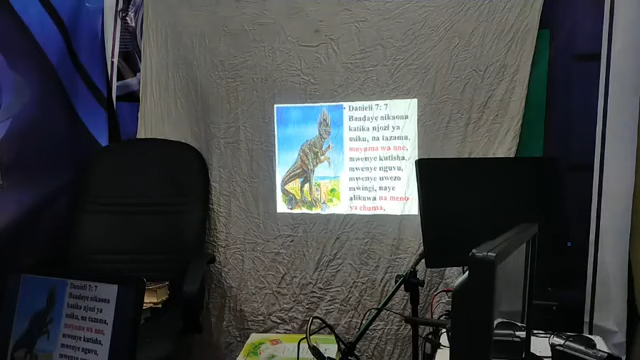 • Danieli 7: 7
Baadaye nikaona
katika njozi ya
usiku, na tazama,
mnyama wa nne,
mwenye kutisha,
mwenye nguvu,
mwenye uwezo
mwingi, naye
alikuwa na meno
ya chuma,
Danieli 7: 7
Baadaye nikaona
katika njozi ya
usiku, na tazama,
mnyama wa nne,
mwenye kutisha,
mwenye nguvu,